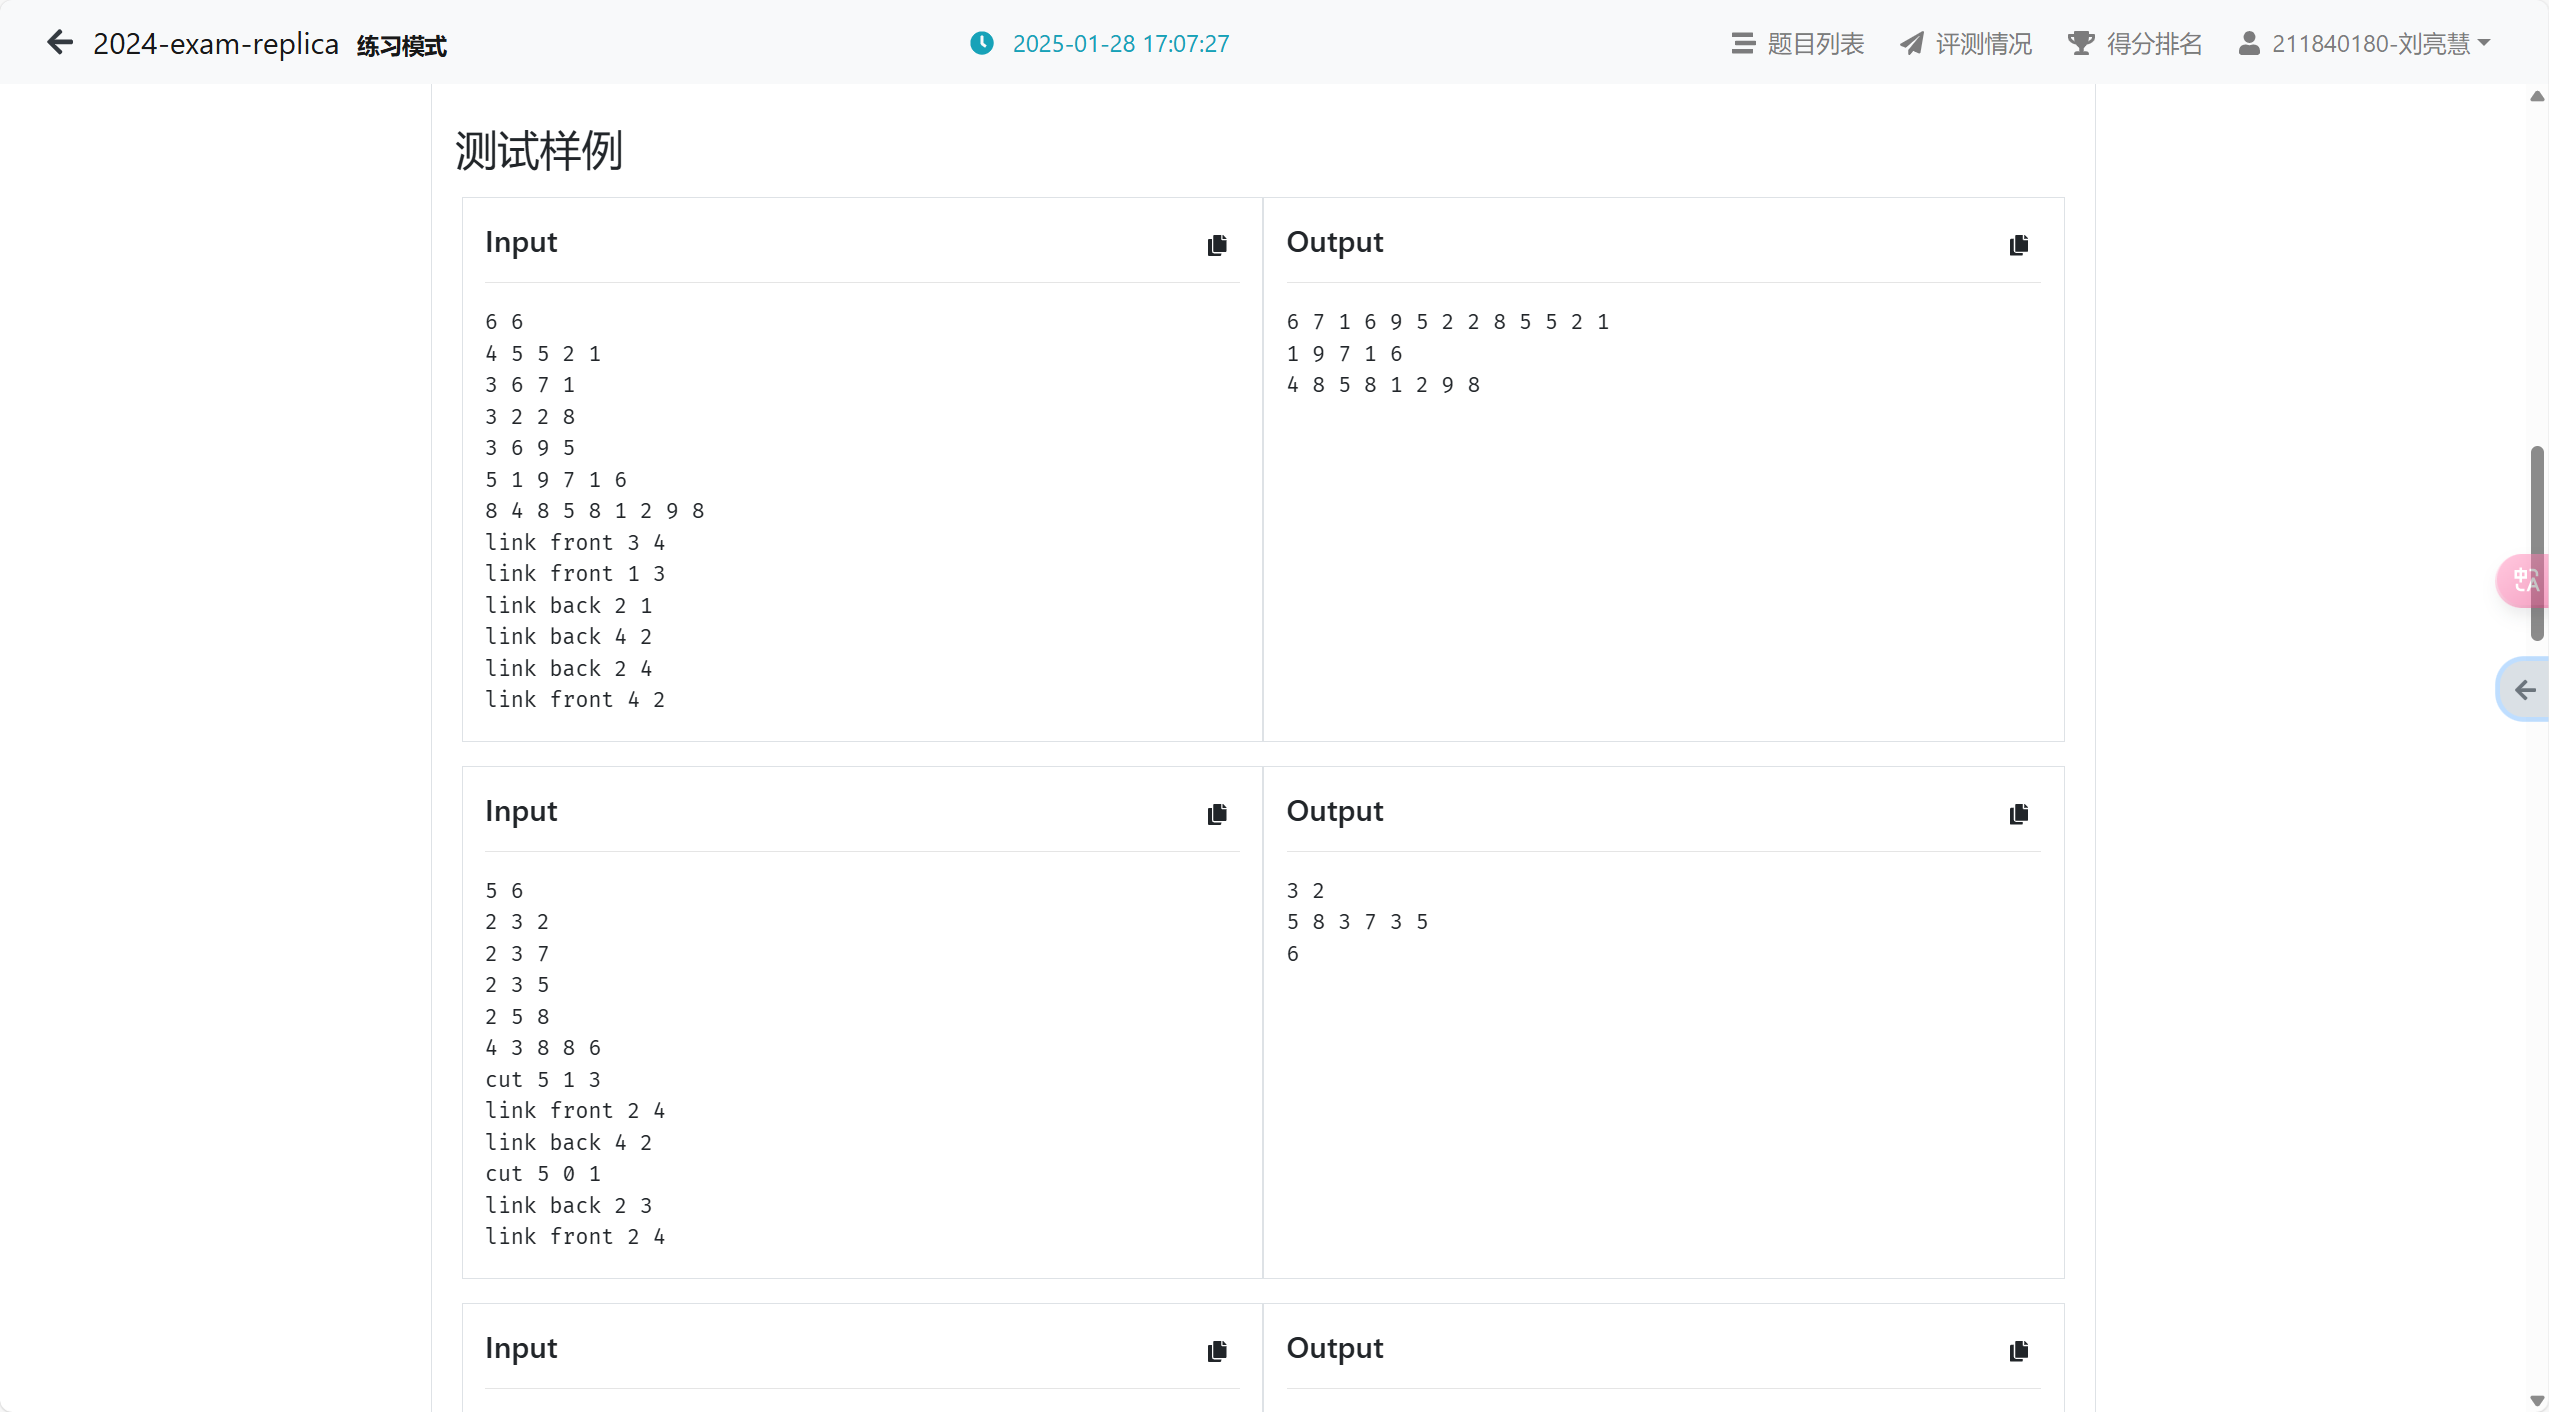 2024-exam-replica 练习模式
2025-01-28 17:07:27
题目列表
评测情况
得分排名
211840180-刘亮慧
测试样例
Input
6 6
4 5 5 2 1
3 6 7 1
3 2 2 8
3 6 9 5
5 1 9 7 1 6
8 4 8 5 8 1 2 9 8
link front 3 4
link front 1 3
link back 2 1
link back 4 2
link back 2 4
link front 4 2
Output
6 7 1 6 9 5 2 2 8 5 5 2 1
1 9 7 1 6
4 8 5 8 1 2 9 8
Input
5 6
2 3 2
2 3 7
2 3 5
2 5 8
4 3 8 8 6
cut 5 1 3
link front 2 4
link back 4 2
cut 5 0 1
link back 2 3
link front 2 4
Output
3 2
5 8 3 7 3 5
6
Input
Output